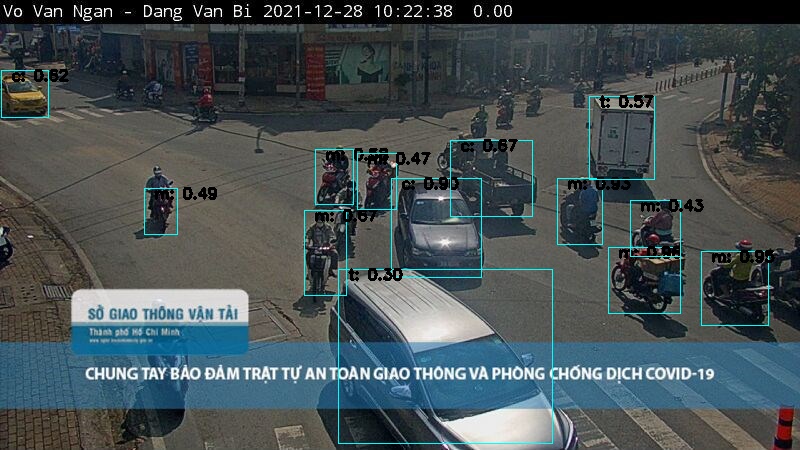 Vo Van Ngan - Dang Van Bi 2021-12-28 10:22:38 0.00
c: 0.62
t: 0.57
c: 0.67
m: 0.47
m: 0.49
c: 0.95
m: 0.93
m: 0.67
m: 0.43
m: 0.95
t: 0.30
SỞ GIAO THÔNG VẬN TẢI
Thành phố Hồ Chí Minh
CHUNG TAY BẢO ĐẢM TRẬT TỰ AN TOÀN GIAO THÔNG VÀ PHÒNG CHỐNG DỊCH COVID-19